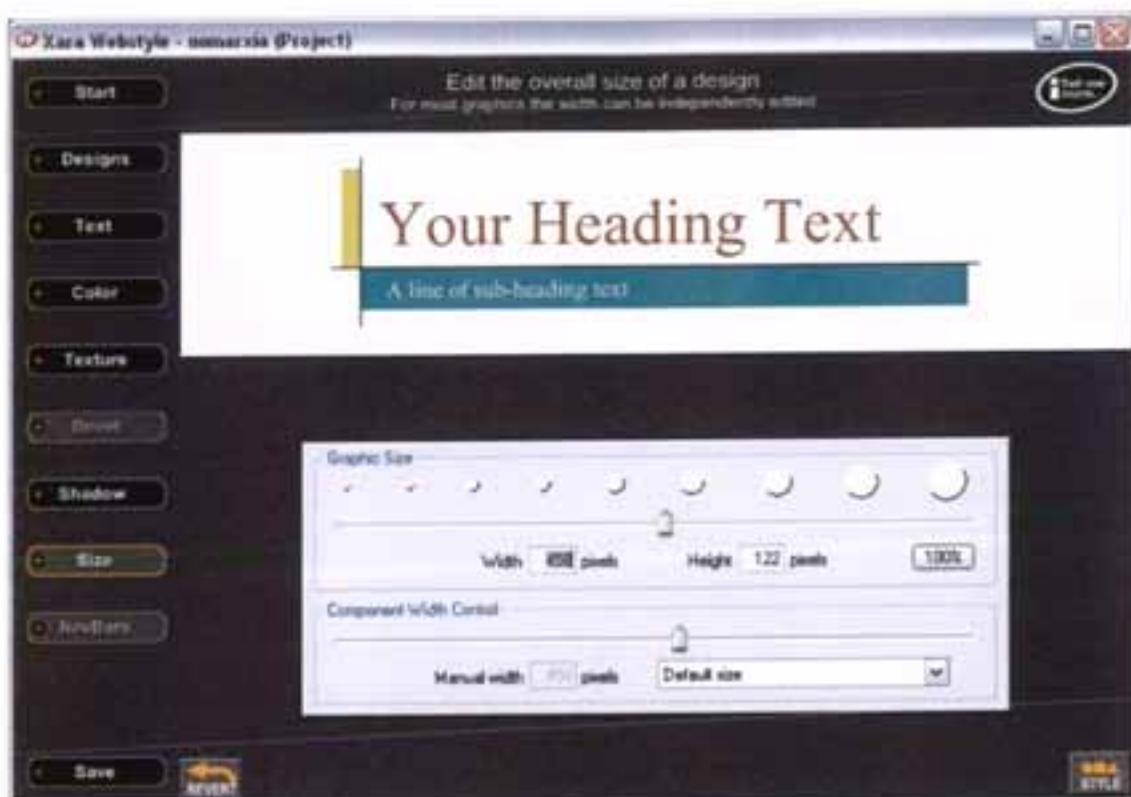 Xara Webstyle - nomarxia (Project)
Edit the overall size of a design
For most graphics the width can be independently edited
Start
Designs
Text
Color
Texture
Bevel
Shadow
Size
NavBars
Save
Your Heading Text
A line of sub-heading text
Graphic Size
Width pixels Height 122 pixels 100%
Component Width Control
Manual width pixels Default size
REVERT
STYLE